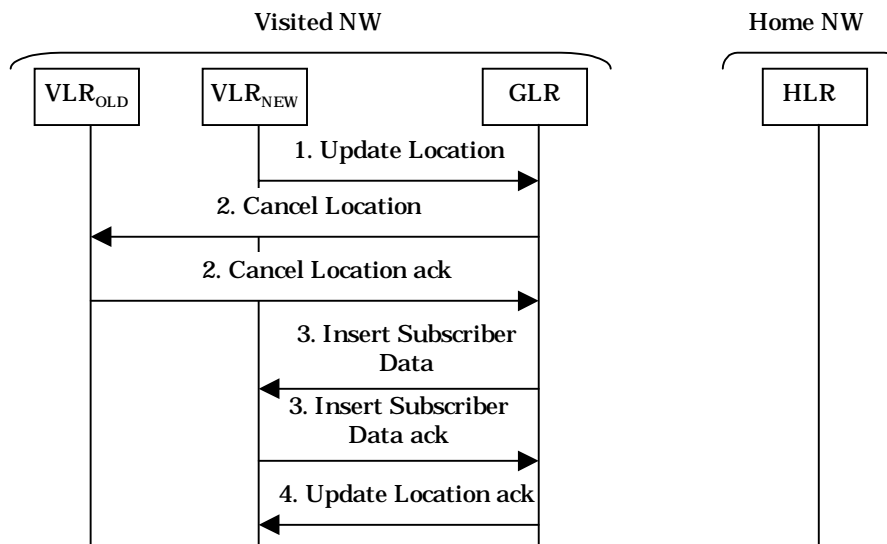 Visited NW
Home NW
VLR_OLD
VLR_NEW
GLR
HLR
1. Update Location
2. Cancel Location
2. Cancel Location ack
3. Insert Subscriber
Data
3. Insert Subscriber
Data ack
4. Update Location ack